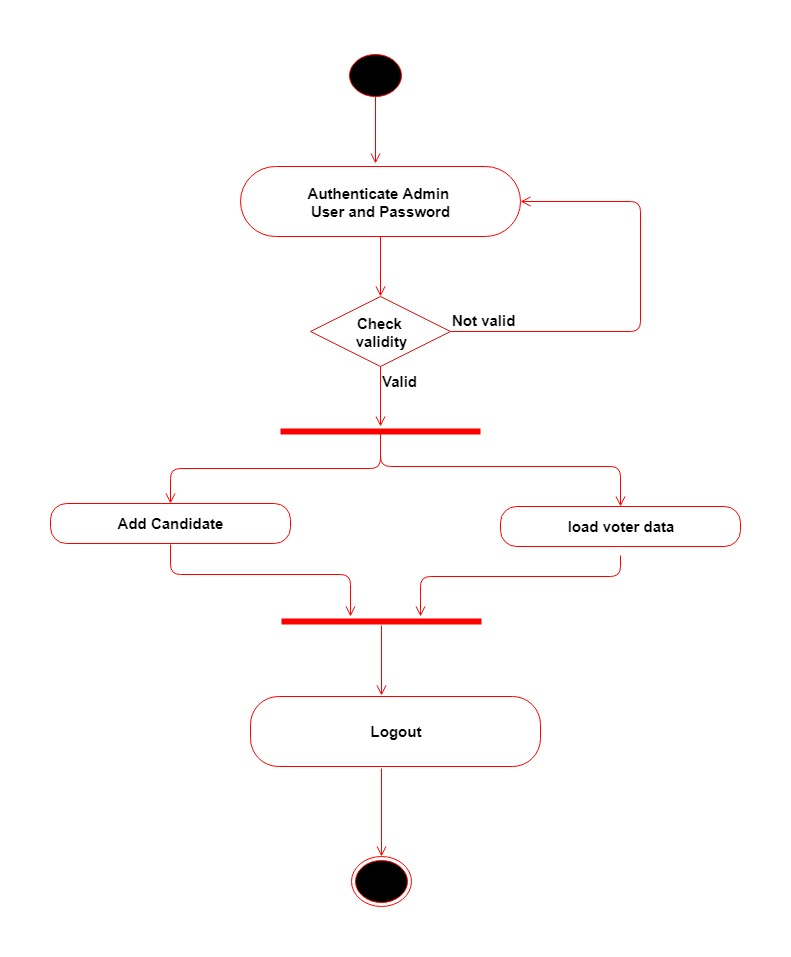 Authenticate Admin
User and Password
Check
validity
Not valid
Valid
Add Candidate
load voter data
Logout